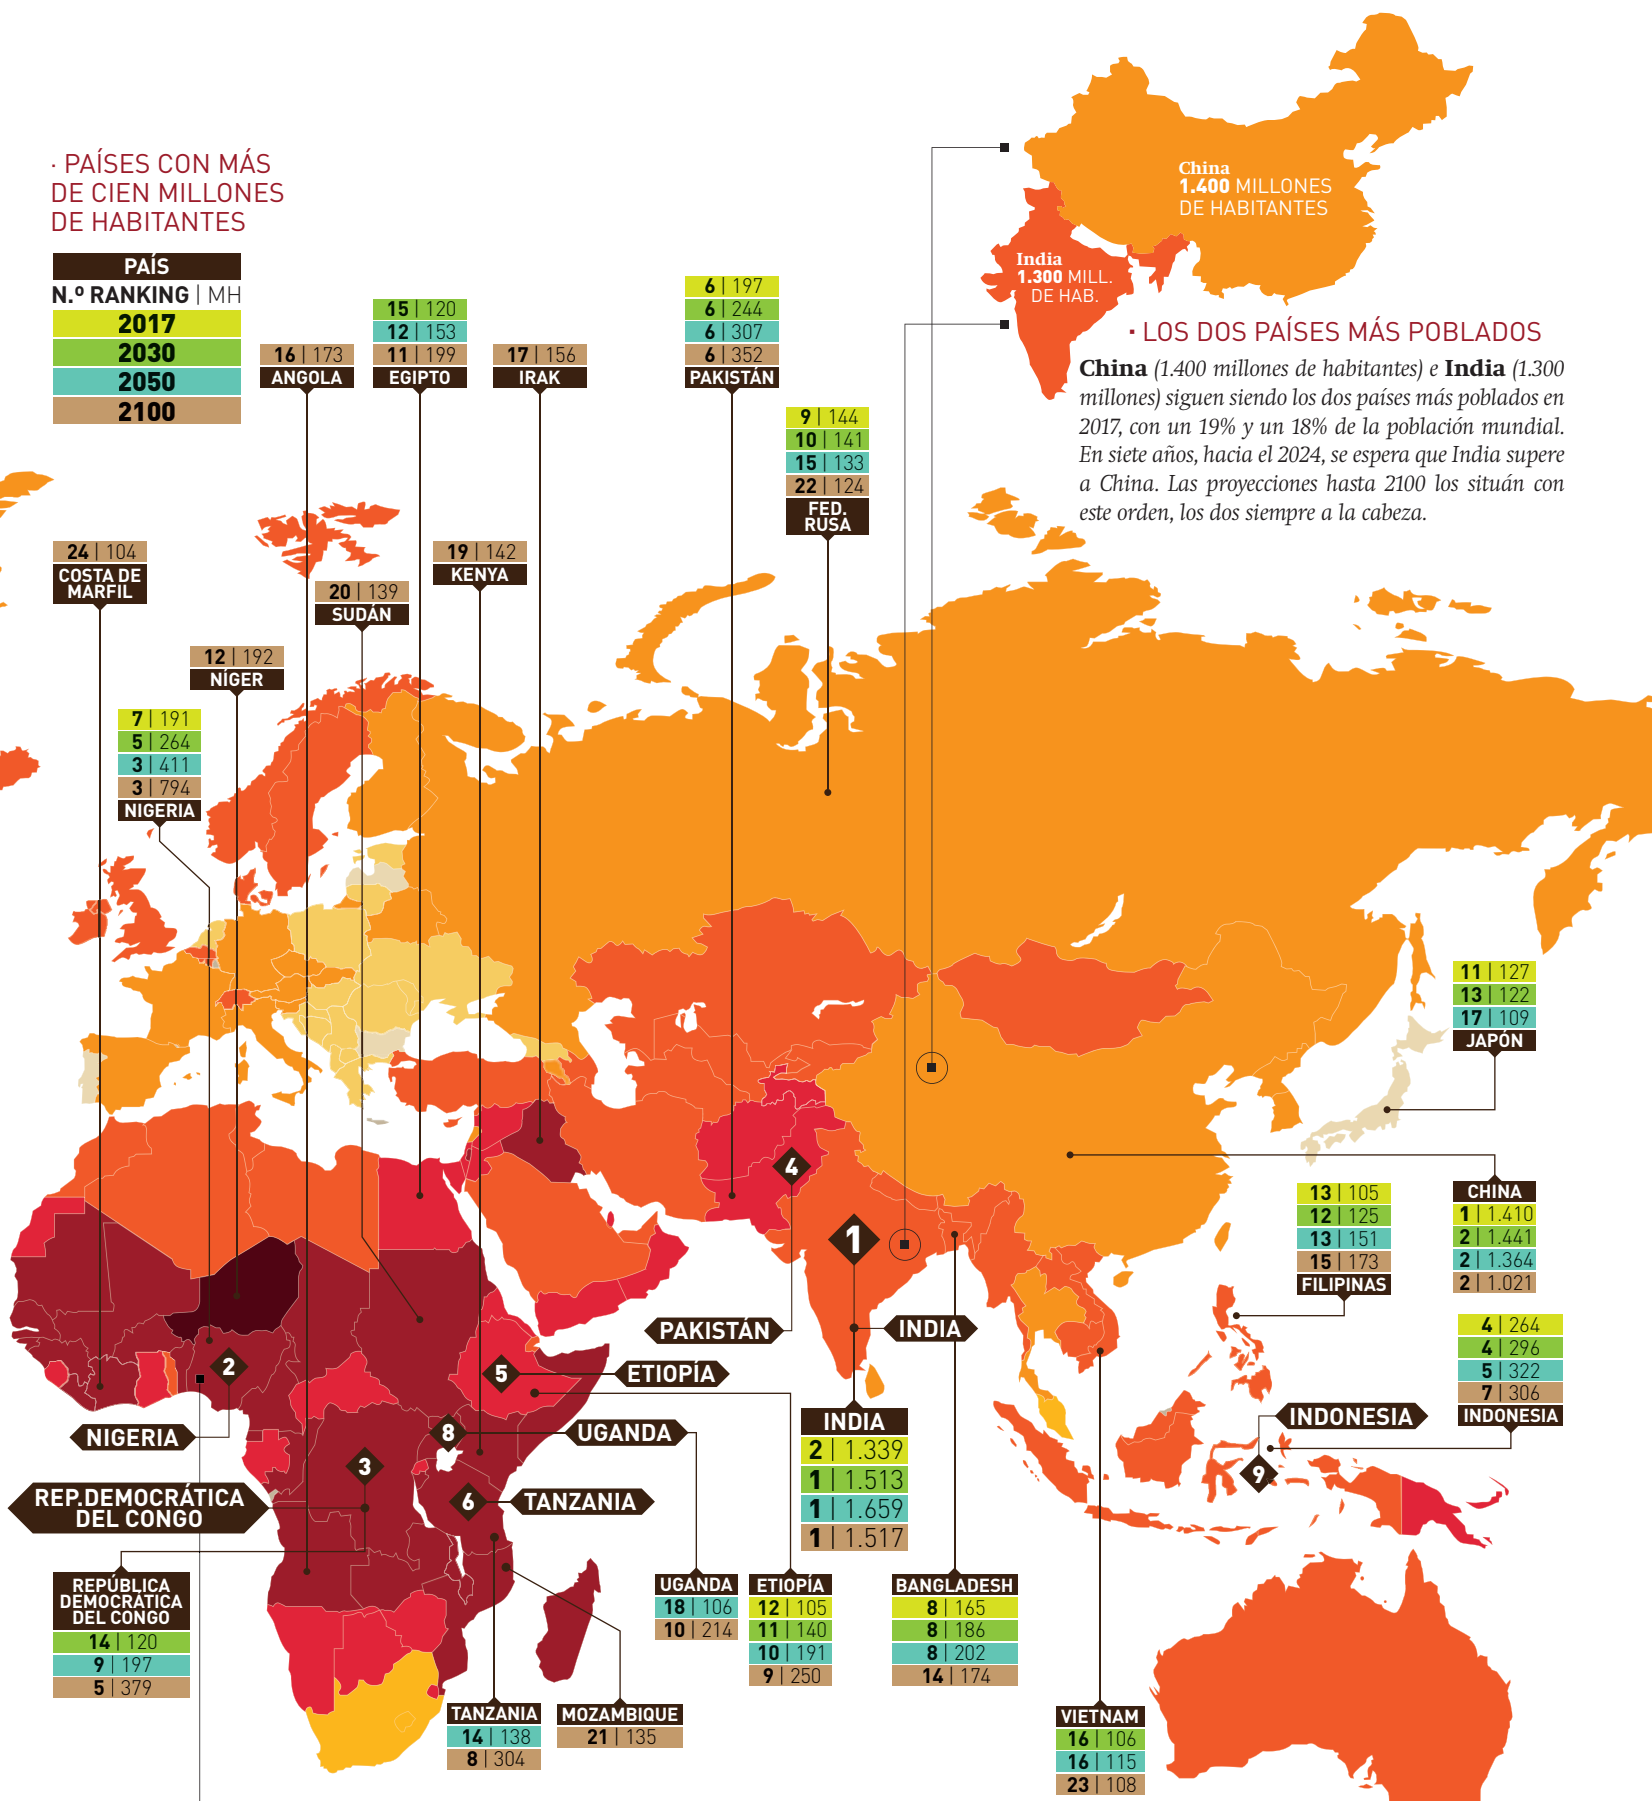 China
1.400 MILLONES
DE HABITANTES
India
1.300 MILL.
DE HAB.
· PAÍSES CON MÁS
DE CIEN MILLONES
DE HABITANTES
PAÍS
N.º RANKING | MH
2017
2030
2050
2100
· LOS DOS PAÍSES MÁS POBLADOS
China (1.400 millones de habitantes) e India (1.300
millones) siguen siendo los dos países más poblados en
2017, con un 19% y un 18% de la población mundial.
En siete años, hacia el 2024, se espera que India supere
a China. Las proyecciones hasta 2100 los sitúán con
este orden, los dos siempre a la cabeza.
16 | 173
ANGOLA
15 | 120
12 | 153
11 | 199
EGIPTO
17 | 156
IRAK
6 | 197
6 | 244
6 | 307
6 | 352
PAKISTÁN
9 | 144
10 | 141
15 | 133
22 | 124
FED.
RUSA
24 | 104
COSTA DE
MARFIL
20 | 139
SUDÁN
19 | 142
KENYA
12 | 192
NÍGER
7 | 191
5 | 264
3 | 411
3 | 794
NIGERIA
11 | 127
13 | 122
17 | 109
JAPÓN
13 | 105
12 | 125
13 | 151
15 | 173
FILIPINAS
CHINA
1 | 1.410
2 | 1.441
2 | 1.364
2 | 1.021
4 | 264
4 | 296
5 | 322
7 | 306
INDONESIA
4
1
PAKISTÁN
INDIA
2
5
ETIOPÍA
NIGERIA
8
UGANDA
INDONESIA
9
3
REP.DEMOCRÁTICA
DEL CONGO
6
TANZANIA
INDIA
2 | 1.339
1 | 1.513
1 | 1.659
1 | 1.517
REPÚBLICA
DEMOCRÁTICA
DEL CONGO
14 | 120
9 | 197
5 | 379
UGANDA
18 | 106
10 | 214
ETIOPÍA
12 | 105
11 | 140
10 | 191
9 | 250
BANGLADESH
8 | 165
8 | 186
8 | 202
14 | 174
TANZANIA
14 | 138
8 | 304
MOZAMBIQUE
21 | 135
VIETNAM
16 | 106
16 | 115
23 | 108